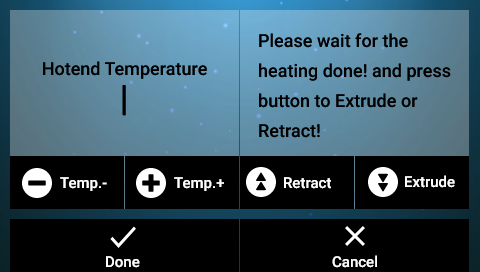 Hotend Temperature
Please wait for the
heating done! and press
button to Extrude or
Retract!
Temp.-
Temp.+
Retract
Extrude
Done
Cancel